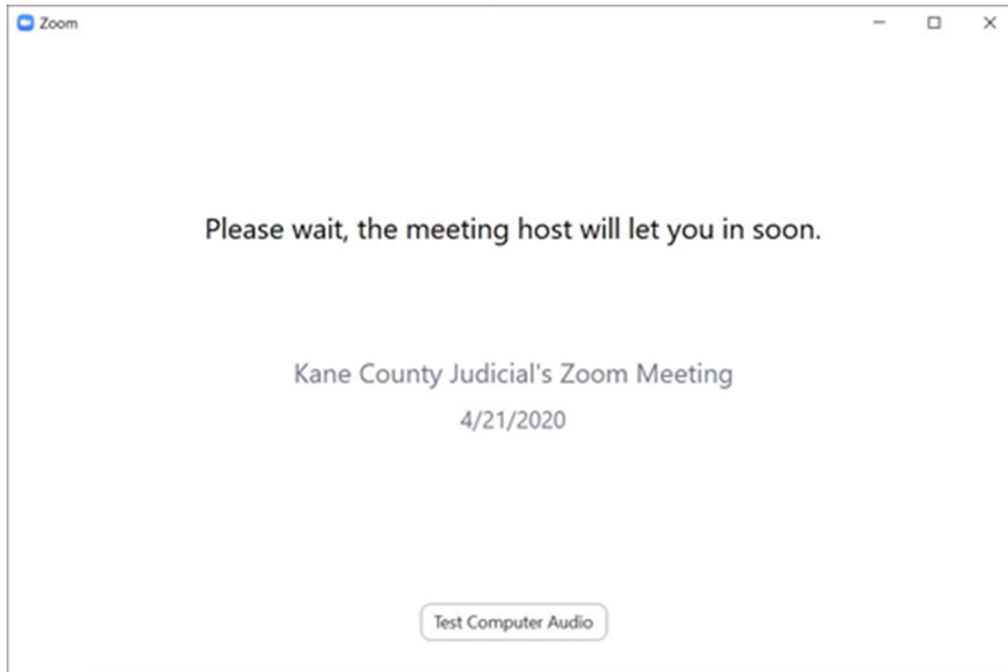 Zoom
Please wait, the meeting host will let you in soon.
Kane County Judicial's Zoom Meeting
4/21/2020
Test Computer Audio